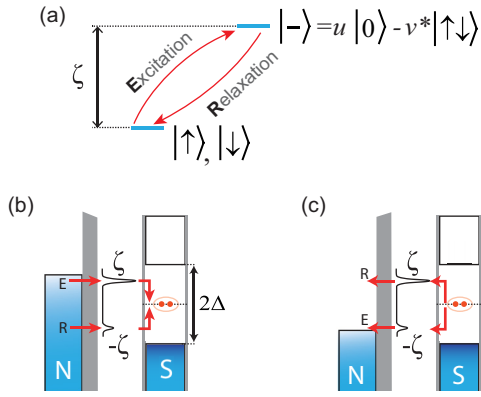 (a)
|−⟩ = u |0⟩ - v*|↑↓⟩
ζ
Excitation
Relaxation
|↑⟩, |↓⟩
(b)
E
R
N
ζ
-ζ
2Δ
S
(c)
R
E
N
ζ
-ζ
S